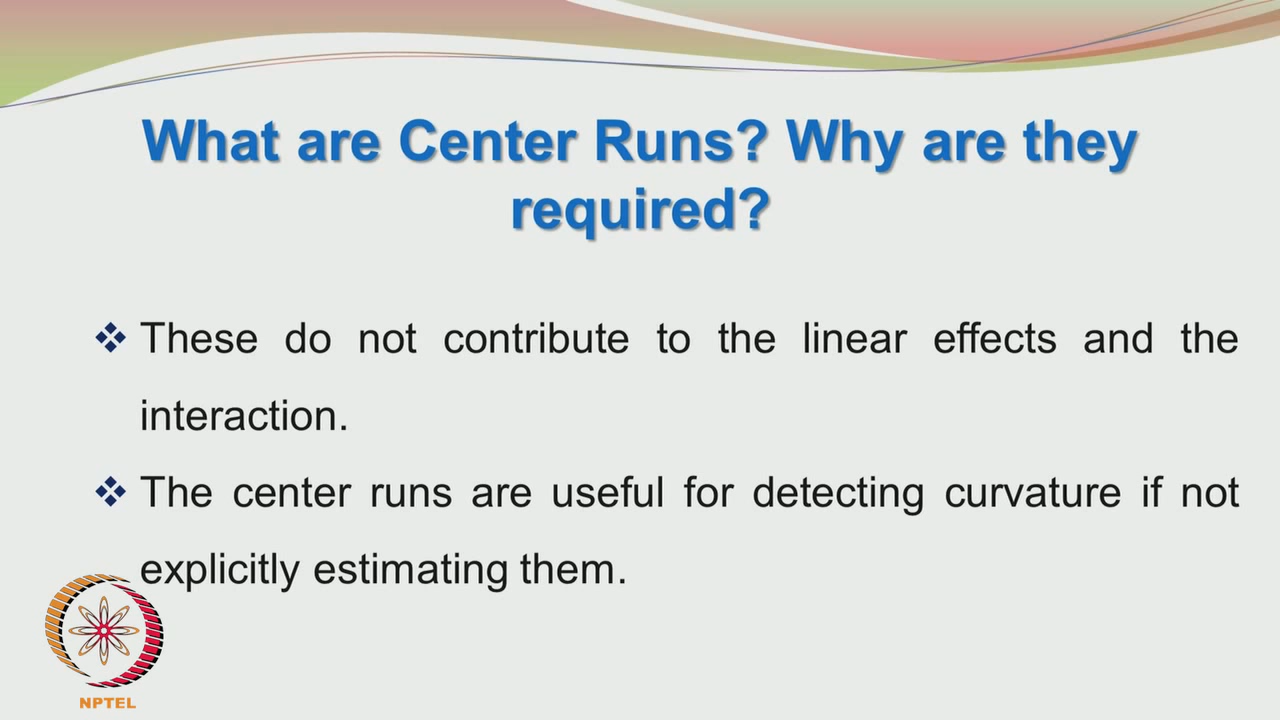 What are Center Runs? Why are they
required?
These do not contribute to the linear effects and the
interaction.
The center runs are useful for detecting curvature if not
explicitly estimating them.
NPTEL